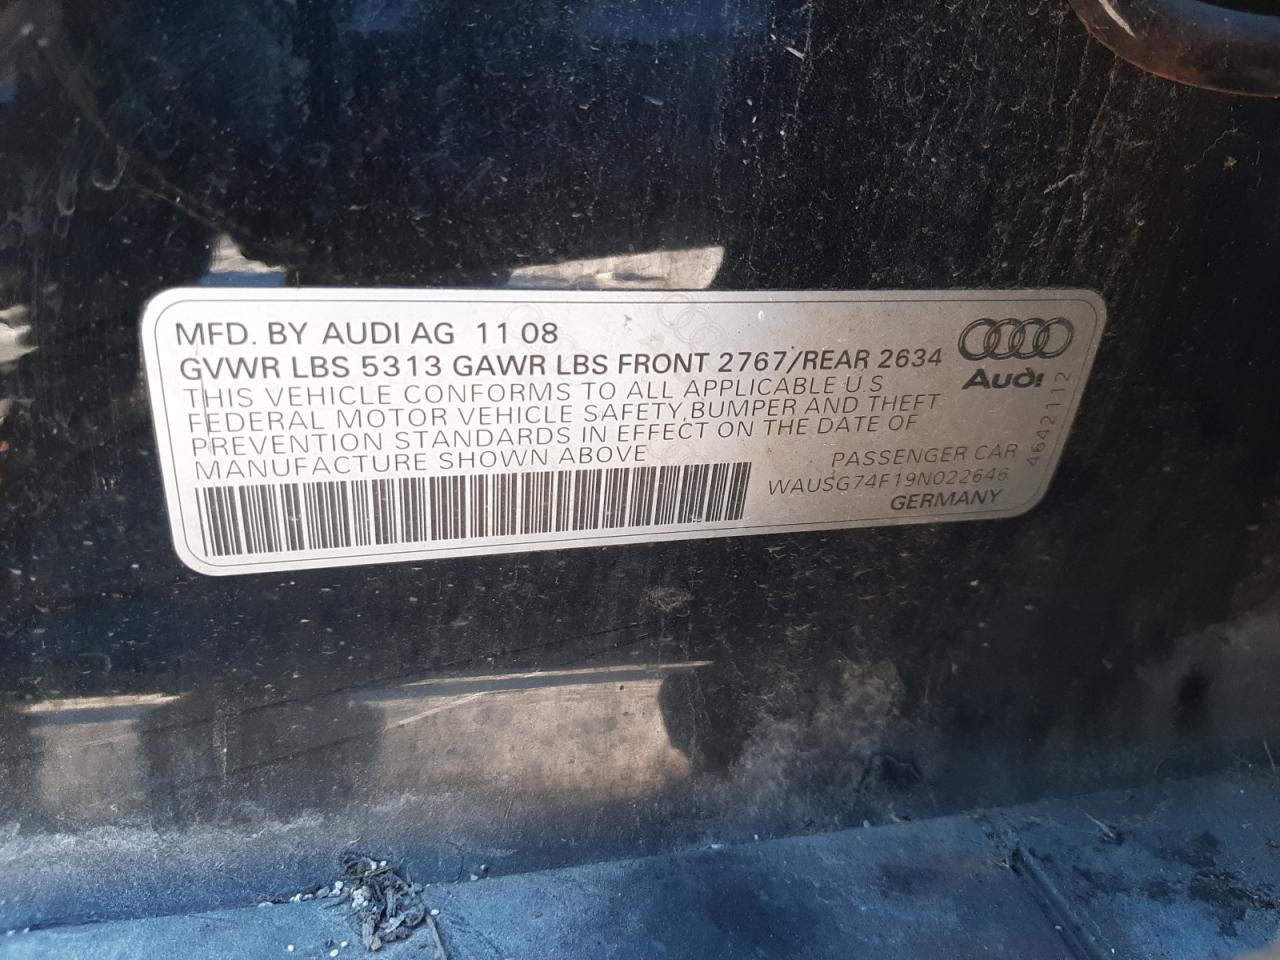 MFD. BY AUDI AG 11 08
GVWR LBS 5313 GAWR LBS FRONT 2767/REAR 2634
THIS VEHICLE CONFORMS TO ALL APPLICABLE U.S
FEDERAL MOTOR VEHICLE SAFETY, BUMPER AND THEFT
PREVENTION STANDARDS IN EFFECT ON THE DATE OF
MANUFACTURE SHOWN ABOVE
PASSENGER CAR
WAUSG74F19N022646
GERMANY
Audi
4642112